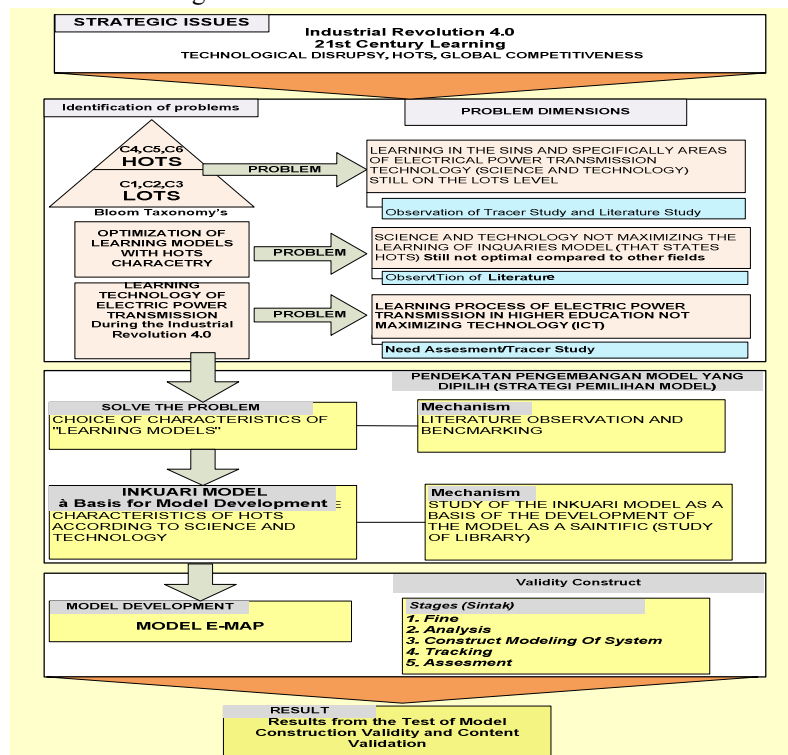 STRATEGIC ISSUES
Industrial Revolution 4.0
21st Century Learning
TECHNOLOGICAL DISRUPSY, HOTS, GLOBAL COMPETITIVENESS
Identification of problems
PROBLEM DIMENSIONS
C4,C5,C6
HOTS
C1,C2,C3
LOTS
Bloom Taxonomy's
PROBLEM
LEARNING IN THE SINS AND SPECIFICALLY AREAS
OF ELECTRICAL POWER TRANSMISSION
TECHNOLOGY (SCIENCE AND TECHNOLOGY)
STILL ON THE LOTS LEVEL
Observation of Tracer Study and Literature Study
OPTIMIZATION OF
LEARNING MODELS
WITH HOTS
CHARACETRY
PROBLEM
SCIENCE AND TECHNOLOGY NOT MAXIMIZING THE
LEARNING OF INQUARIES MODEL (THAT STATES
HOTS) Still not optimal compared to other fields
ObservtTion of Literature
LEARNING
TECHNOLOGY OF
ELECTRIC POWER
TRANSMISSION
During the Industrial
Revolution 4.0
PROBLEM
LEARNING PROCESS OF ELECTRIC POWER
TRANSMISSION IN HIGHER EDUCATION NOT
MAXIMIZING TECHNOLOGY (ICT)
Need Assesment/Tracer Study
PENDEKATAN PENGEMBANGAN MODEL YANG
DIPILIH (STRATEGI PEMILIHAN MODEL)
SOLVE THE PROBLEM
CHOICE OF CHARACTERISTICS OF
"LEARNING MODELS"
Mechanism
LITERATURE OBSERVATION AND
BENCMARKING
INKUARI MODEL
à Basis for Model Development
CHARACTERISTICS OF HOTS
ACCORDING TO SCIENCE AND
TECHNOLOGY
Mechanism
STUDY OF THE INKUARI MODEL AS A
BASIS OF THE DEVELOPMENT OF
THE MODEL AS A SAINTIFIC (STUDY
OF LIBRARY)
Validity Construct
MODEL DEVELOPMENT
MODEL E-MAP
Stages (Sintak)
1. Fine
2. Analysis
3. Construct Modeling Of System
4. Tracking
5. Assesment
RESULT
Results from the Test of Model
Construction Validity and Content
Validation